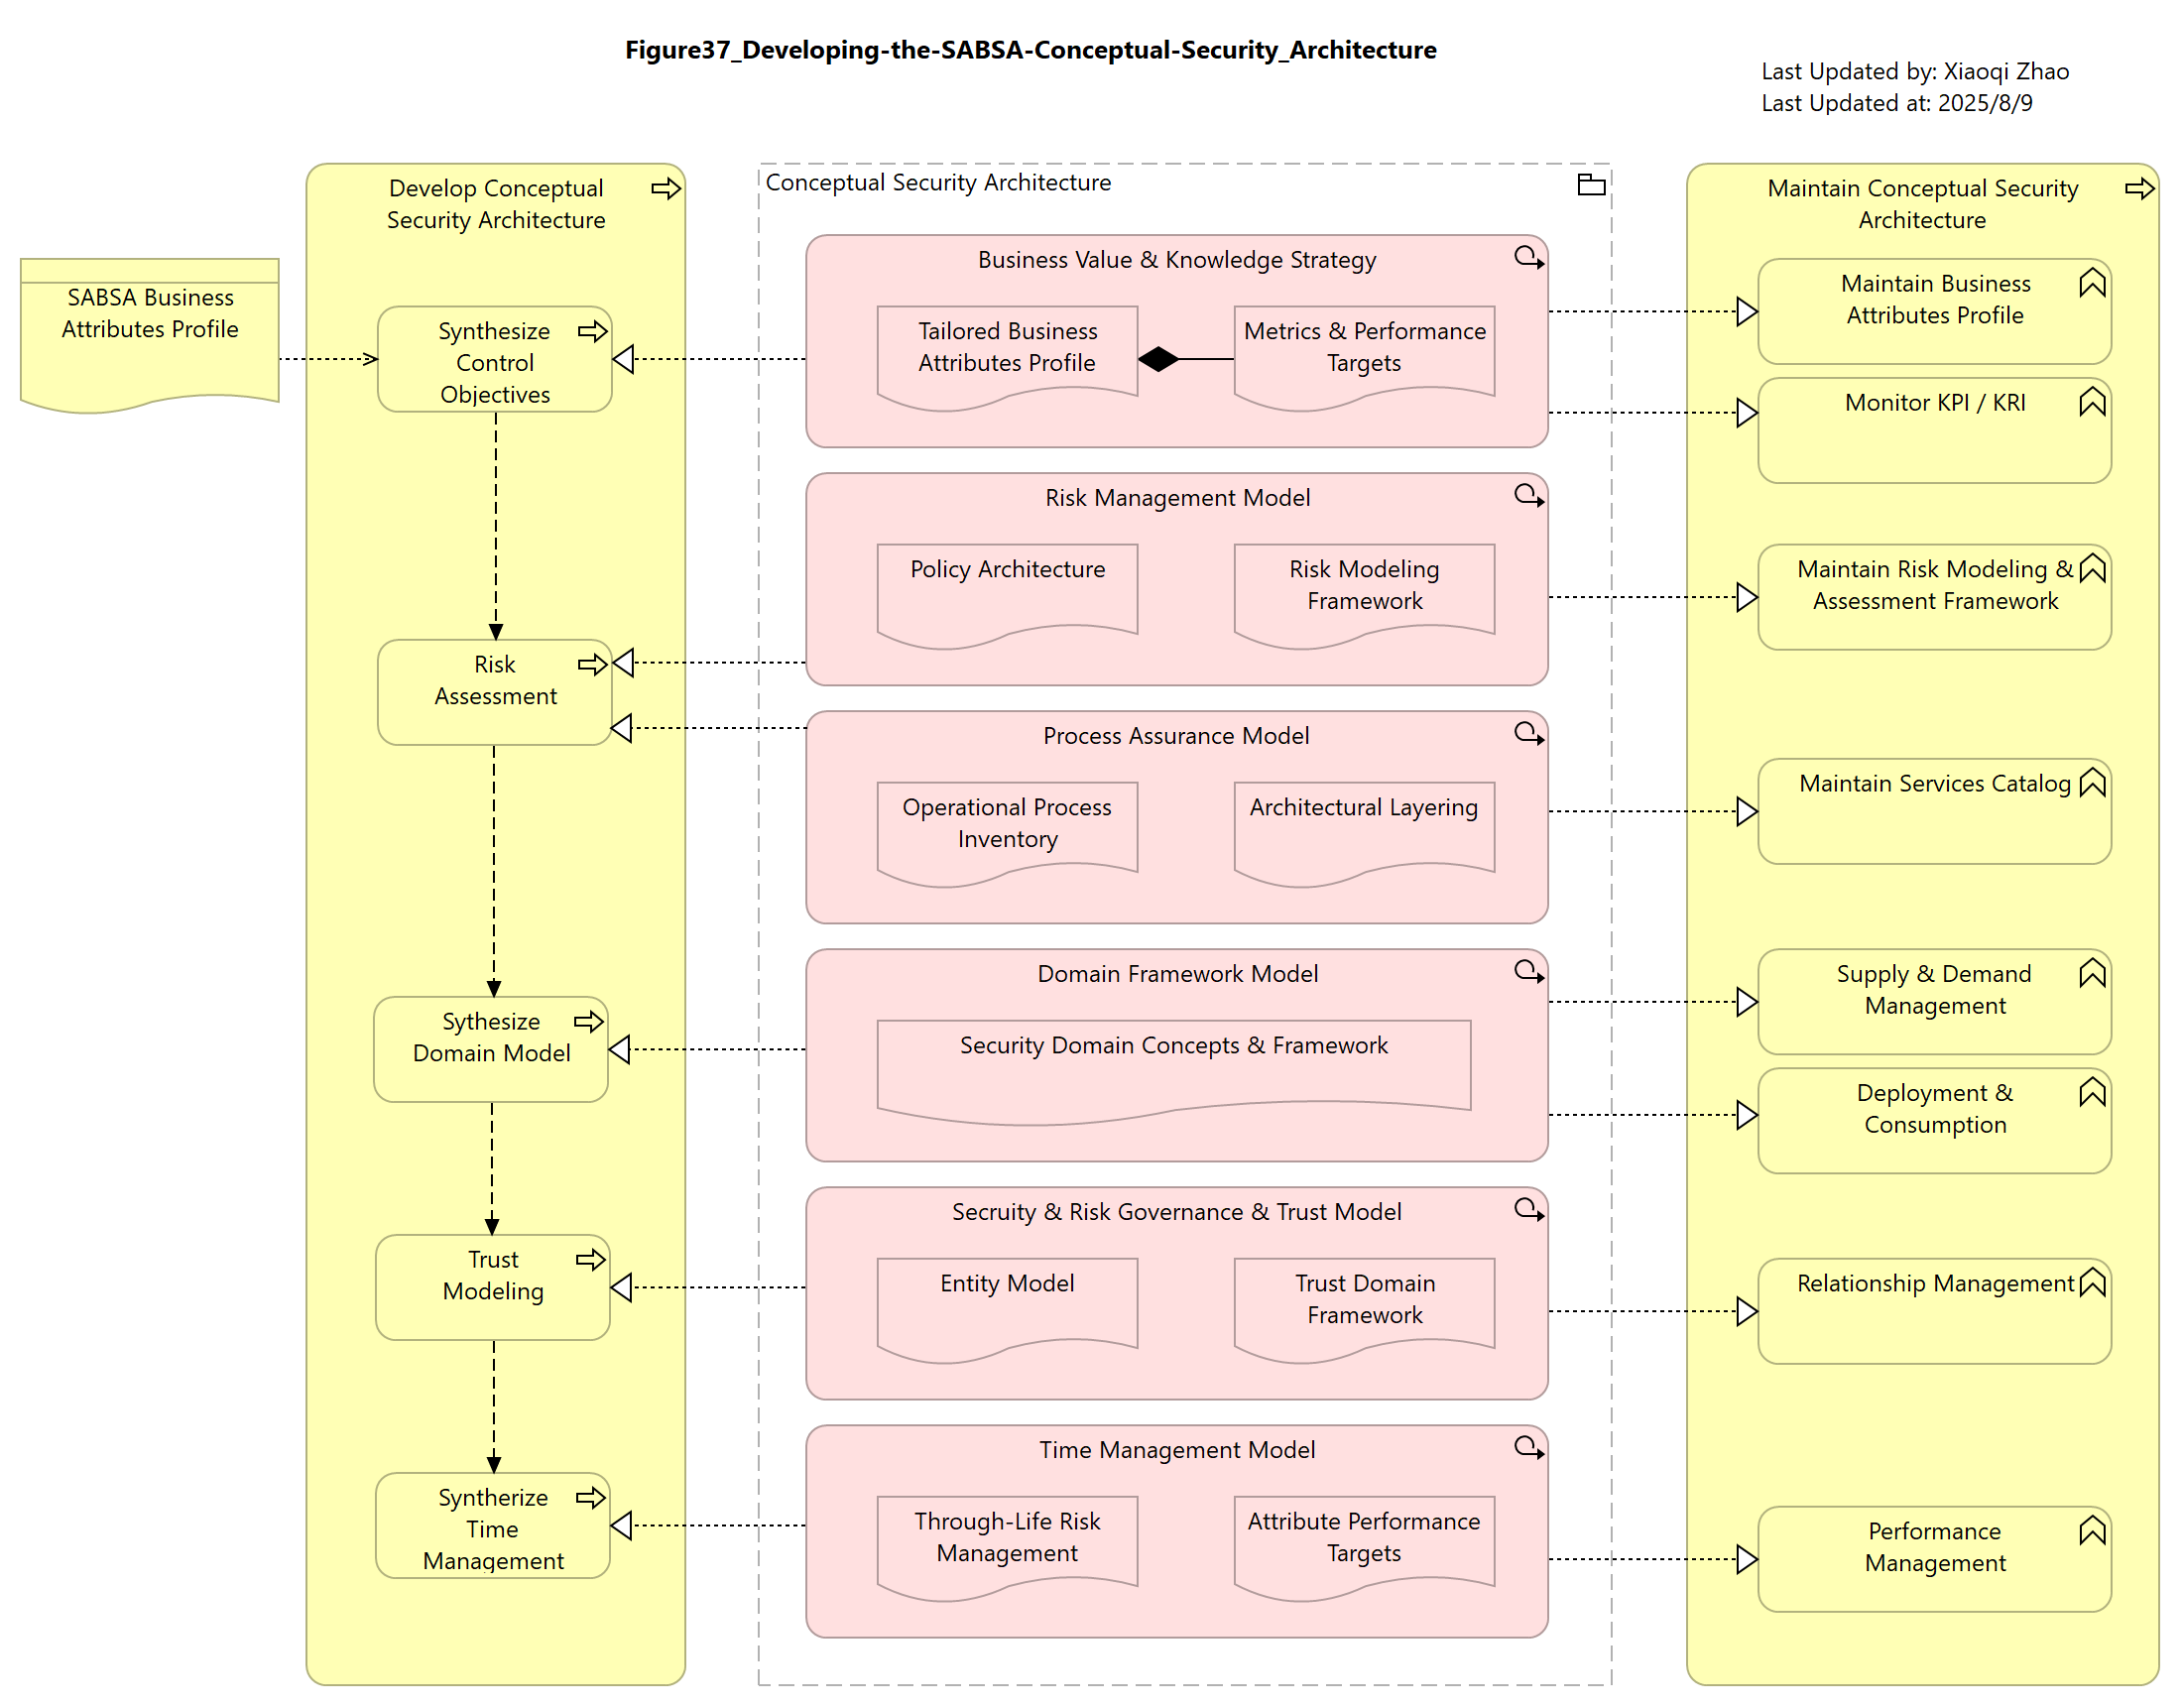 Figure37_Developing-the-SABSA-Conceptual-Security_Architecture
Last Updated by: Xiaoqi Zhao
Last Updated at: 2025/8/9
SABSA Business
Attributes Profile
Develop Conceptual
Security Architecture
Synthesize
Control
Objectives
Risk
Assessment
Sythesize
Domain Model
Trust
Modeling
Syntherize
Time
Management
Conceptual Security Architecture
Business Value & Knowledge Strategy
Tailored Business
Attributes Profile
Metrics & Performance
Targets
Risk Management Model
Policy Architecture
Risk Modeling
Framework
Process Assurance Model
Operational Process
Inventory
Architectural Layering
Domain Framework Model
Security Domain Concepts & Framework
Secruity & Risk Governance & Trust Model
Entity Model
Trust Domain
Framework
Time Management Model
Through-Life Risk
Management
Attribute Performance
Targets
Maintain Conceptual Security
Architecture
Maintain Business
Attributes Profile
Monitor KPI / KRI
Maintain Risk Modeling &
Assessment Framework
Maintain Services Catalog
Supply & Demand
Management
Deployment &
Consumption
Relationship Management
Performance
Management